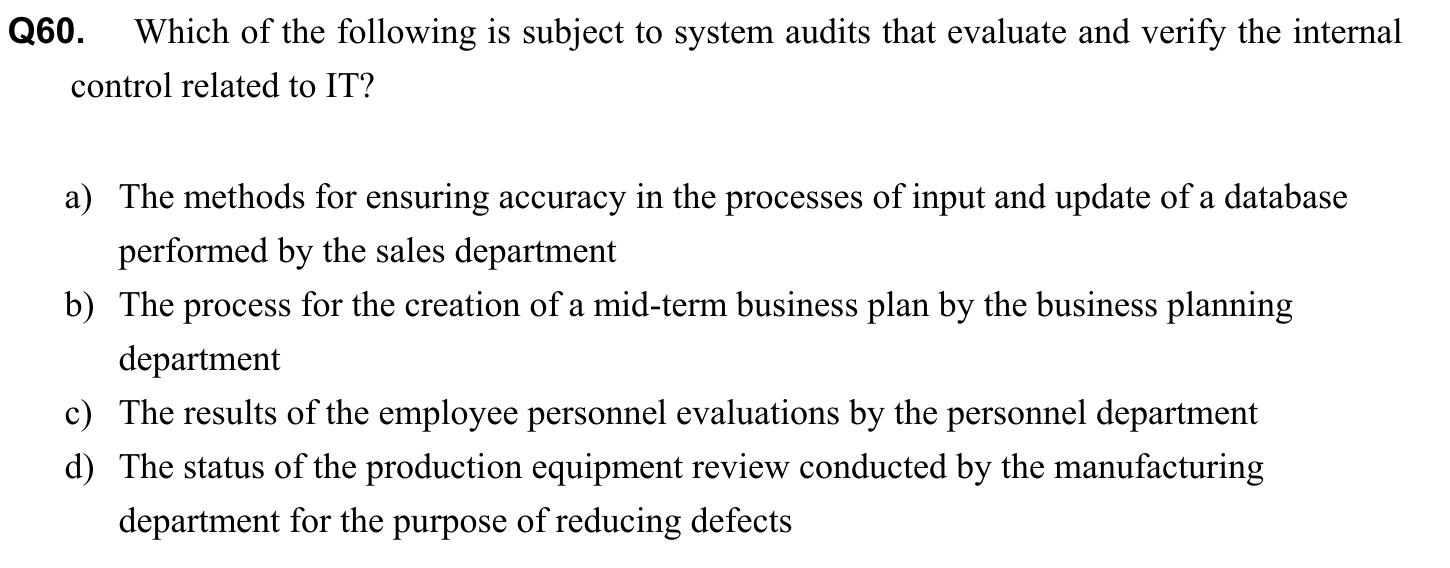 Q60. Which of the following is subject to system audits that evaluate and verify the internal
control related to IT?
a) The methods for ensuring accuracy in the processes of input and update of a database
performed by the sales department
b) The process for the creation of a mid-term business plan by the business planning
department
c) The results of the employee personnel evaluations by the personnel department
d) The status of the production equipment review conducted by the manufacturing
department for the purpose of reducing defects